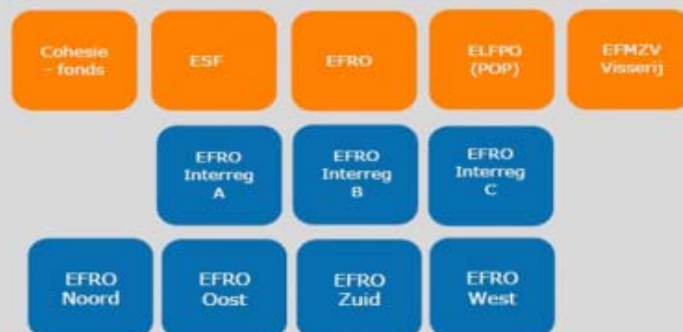 Cohesie
- fonds
ESF
EFRO
ELFPO
(POP)
EFMZV
Visserij
EFRO
Interreg
A
EFRO
Interreg
B
EFRO
Interreg
C
EFRO
Noord
EFRO
Oost
EFRO
Zuid
EFRO
West